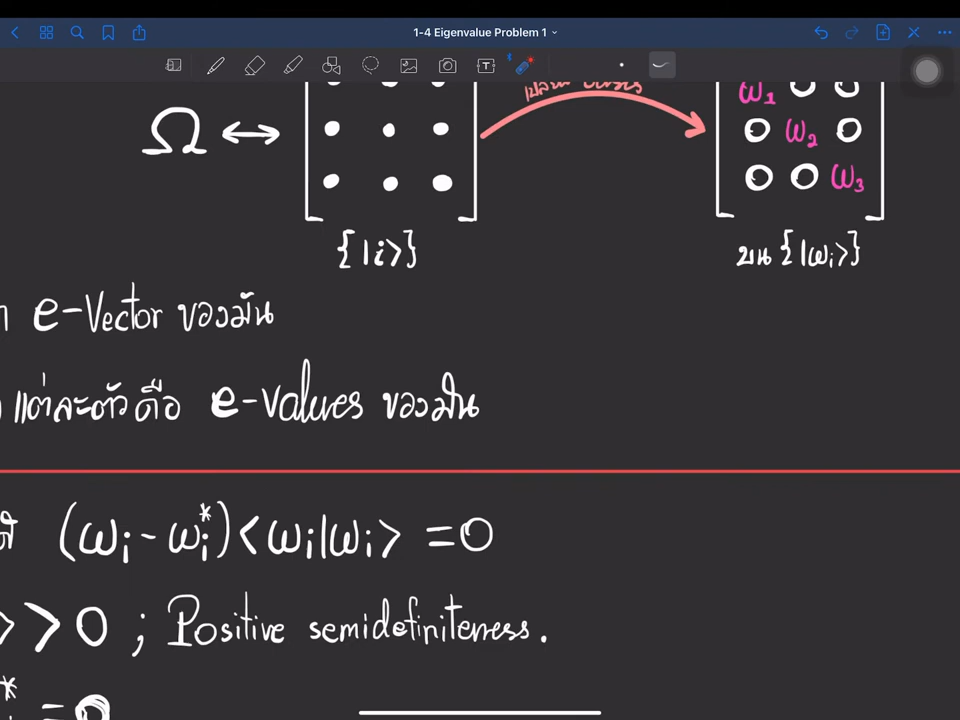 1-4 Eigenvalue Problem 1
Ω ↔ [ ] [ ω1 0 0
0 ω2 0
0 0 ω3 ]
{|i>} บน {|ωi>}
e-Vector ของมัน
แต่ละตัวคือ e-values ของมัน
(ωi - ωi*)<ωi|ωi> = 0
> > 0 ; Positive semidefiniteness.
* = 0